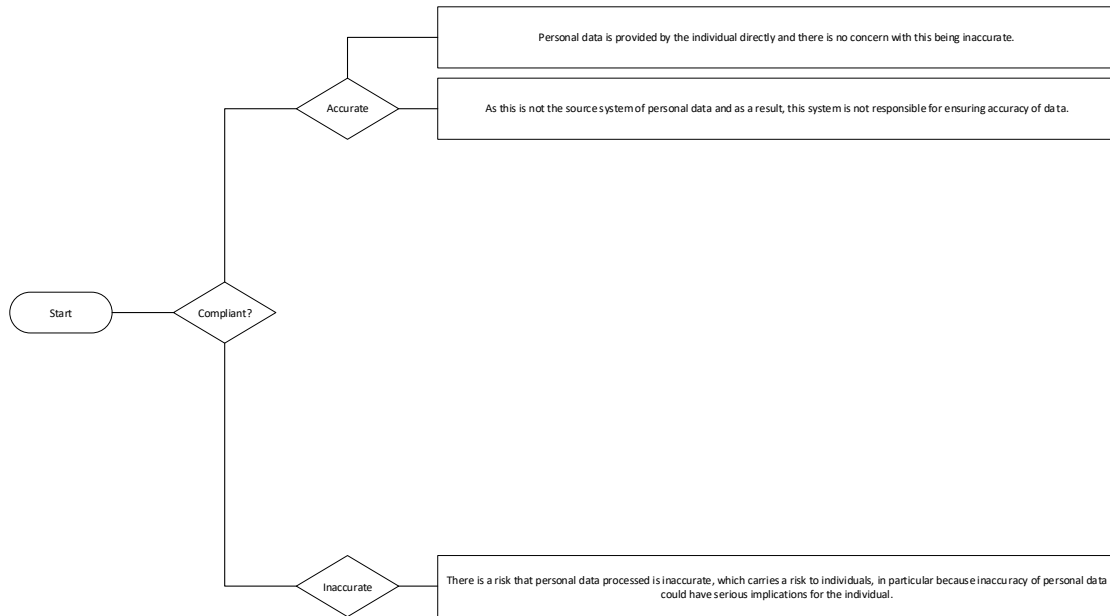 Personal data is provided by the individual directly and there is no concern with this being inaccurate.
Accurate
As this is not the source system of personal data and as a result, this system is not responsible for ensuring accuracy of data.
Start
Compliant?
Inaccurate
There is a risk that personal data processed is inaccurate, which carries a risk to individuals, in particular because inaccuracy of personal data
could have serious implications for the individual.